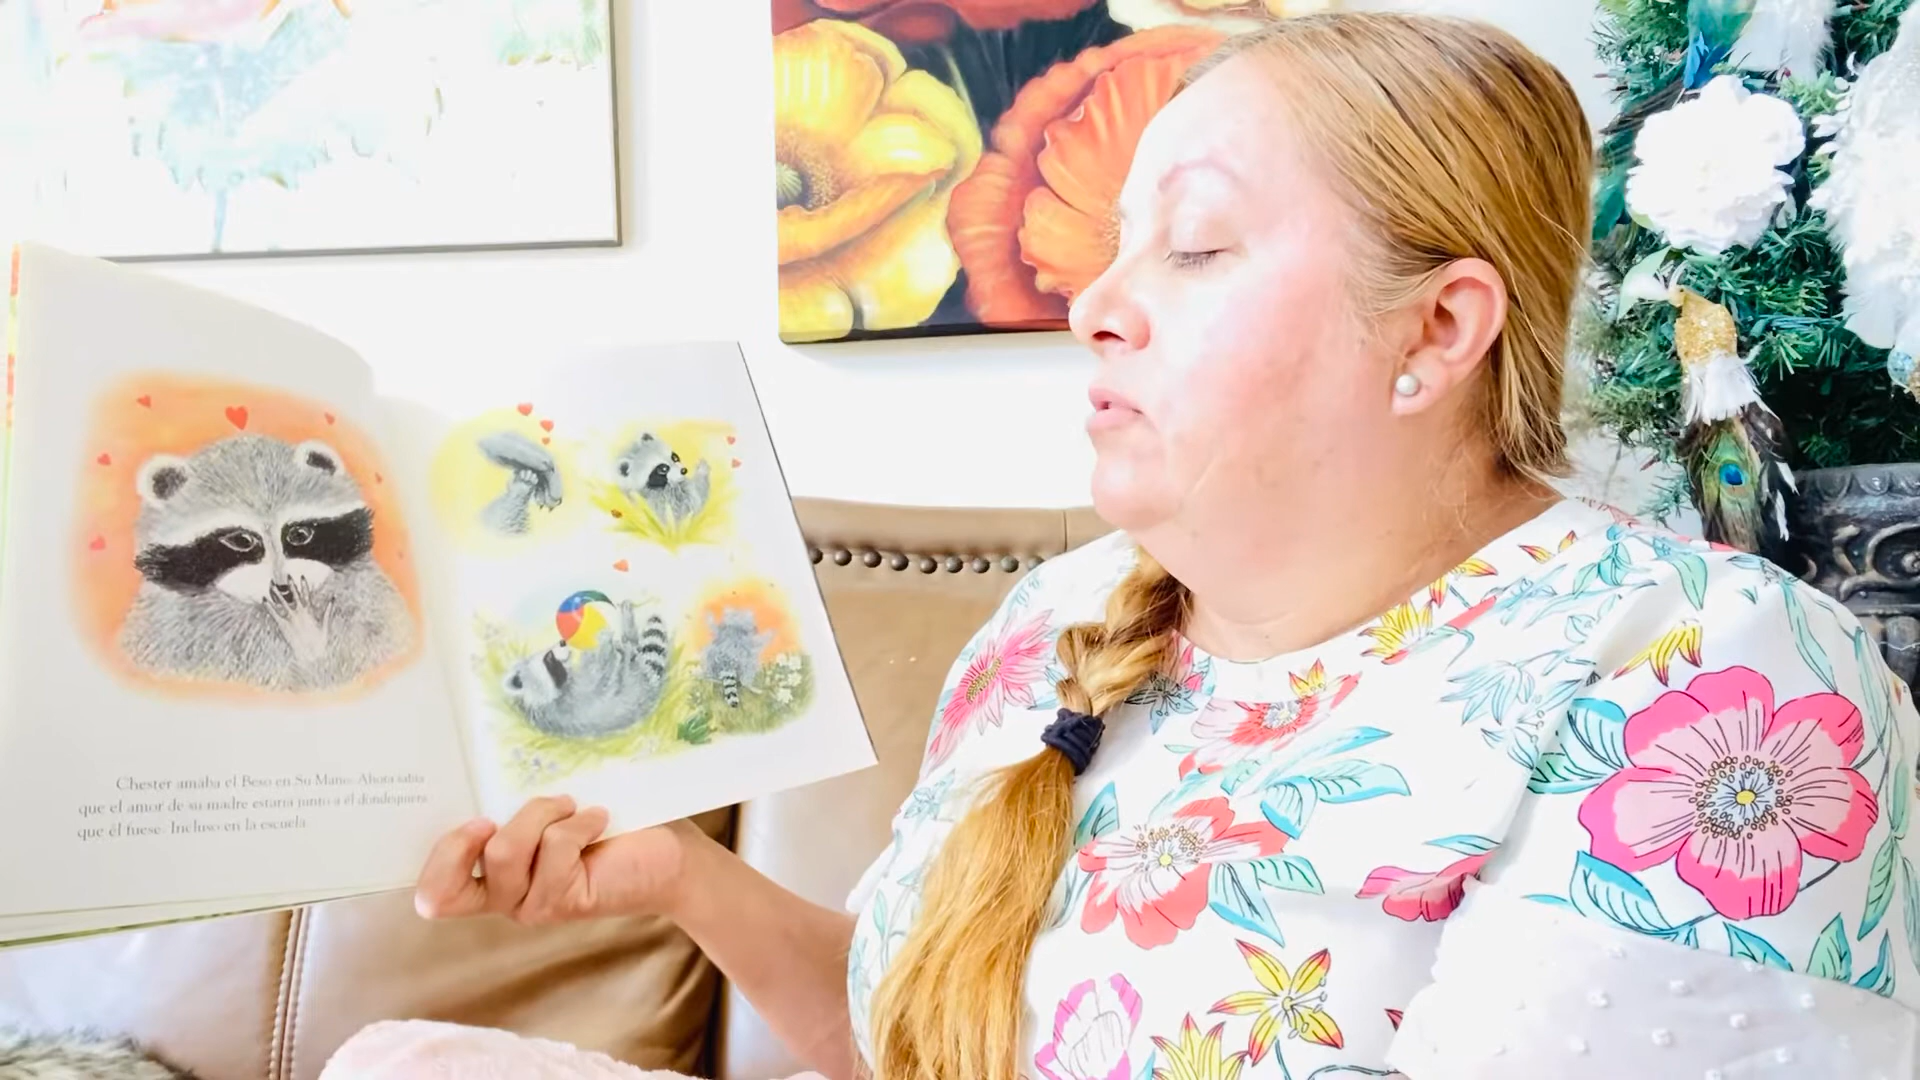 Chester amaba el Beso en Su Mano. Ahora sabía
que el amor de su madre estaría junto a él dondequiera
que él fuese. Incluso en la escuela.